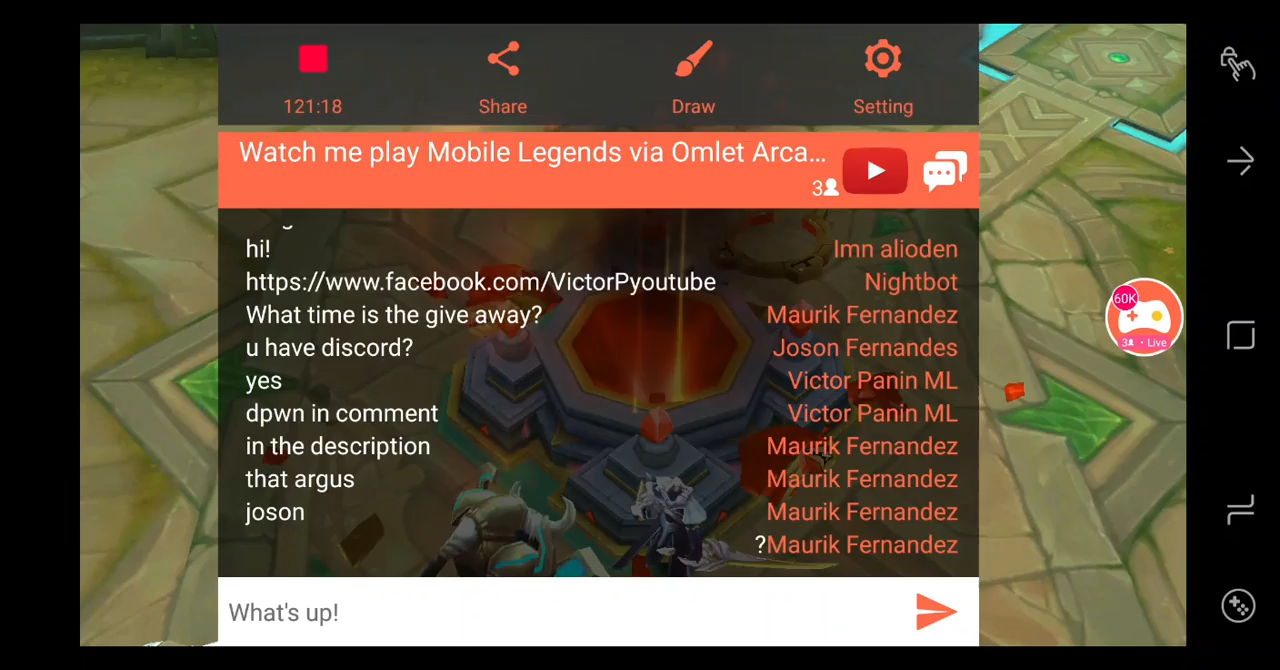 121:18
Share
Draw
Setting
Watch me play Mobile Legends via Omlet Arca...
3
hi! Imn alioden
https://www.facebook.com/VictorPyoutube Nightbot
What time is the give away? Maurik Fernandez
u have discord? Joson Fernandes
yes Victor Panin ML
dpwn in comment Victor Panin ML
in the description Maurik Fernandez
that argus Maurik Fernandez
joson Maurik Fernandez
?Maurik Fernandez
What's up!
60K
3 • Live